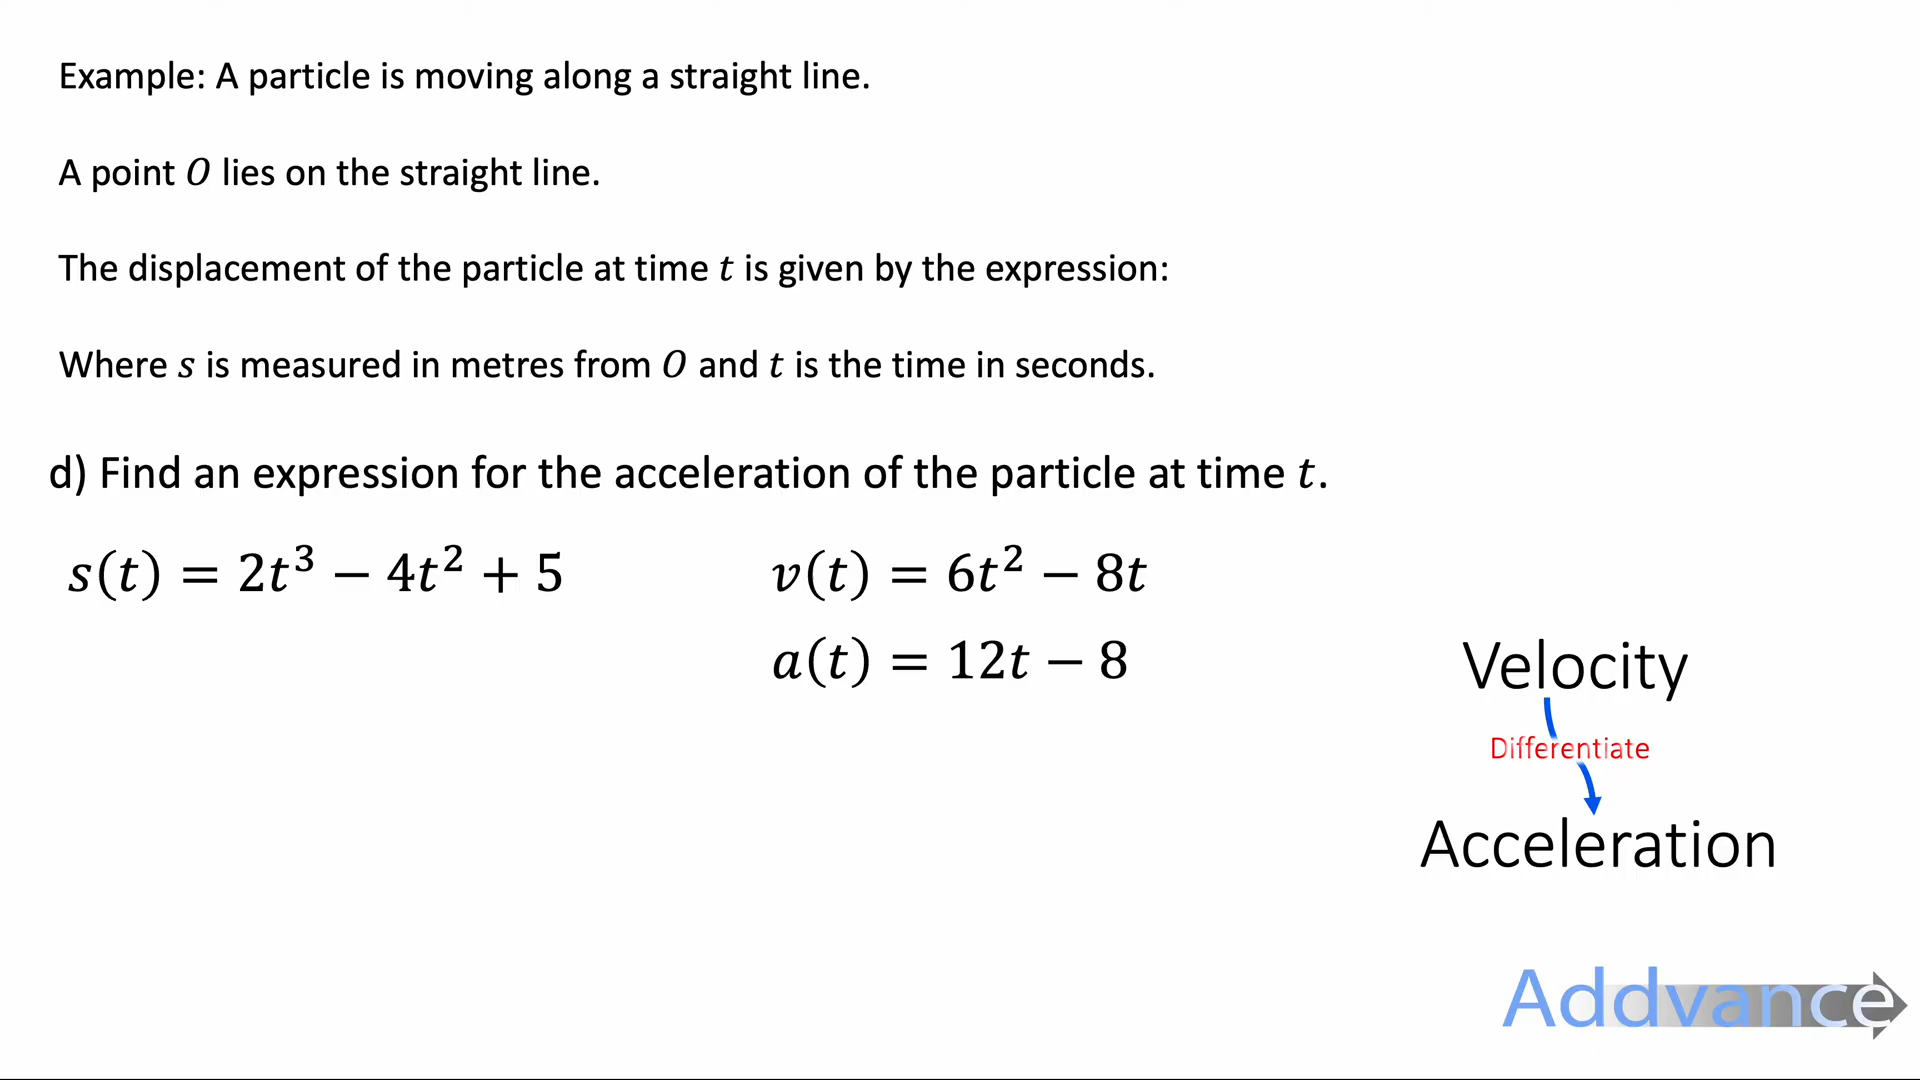 Example: A particle is moving along a straight line.
A point O lies on the straight line.
The displacement of the particle at time t is given by the expression:
Where s is measured in metres from O and t is the time in seconds.
d) Find an expression for the acceleration of the particle at time t.
s(t) = 2t³ − 4t² + 5
v(t) = 6t² − 8t
a(t) = 12t − 8
Velocity
Differentiate
Acceleration
Addvance